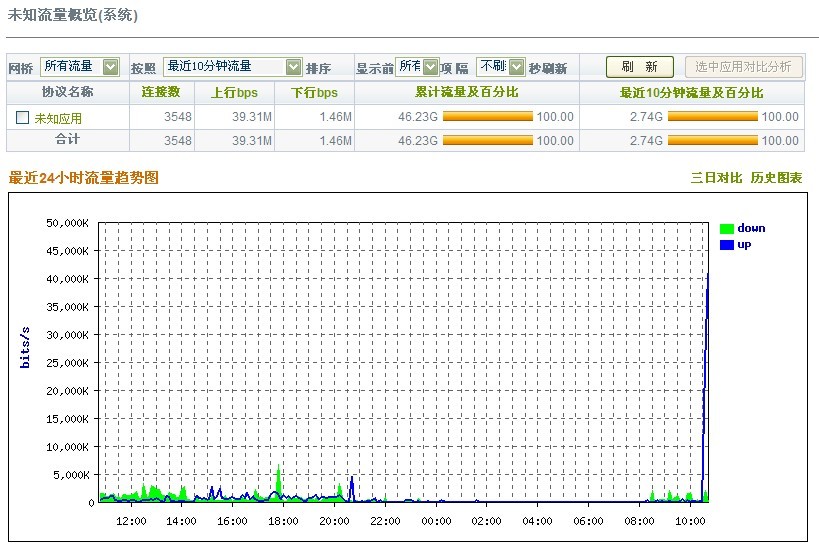 未知流量概览(系统)
网桥 所有流量 按照 最近10分钟流量 排序 显示前 所有 项 隔 不刷 秒刷新 刷 新 选中应用对比分析
协议名称 连接数 上行bps 下行bps 累计流量及百分比 最近10分钟流量及百分比
未知应用 3548 39.31M 1.46M 46.23G 100.00 2.74G 100.00
合计 3548 39.31M 1.46M 46.23G 100.00 2.74G 100.00
最近24小时流量趋势图 三日对比 历史图表
50,000K
down
up
45,000K
40,000K
35,000K
30,000K
bits/s
25,000K
20,000K
15,000K
10,000K
5,000K
0
12:00 14:00 16:00 18:00 20:00 22:00 00:00 02:00 04:00 06:00 08:00 10:00